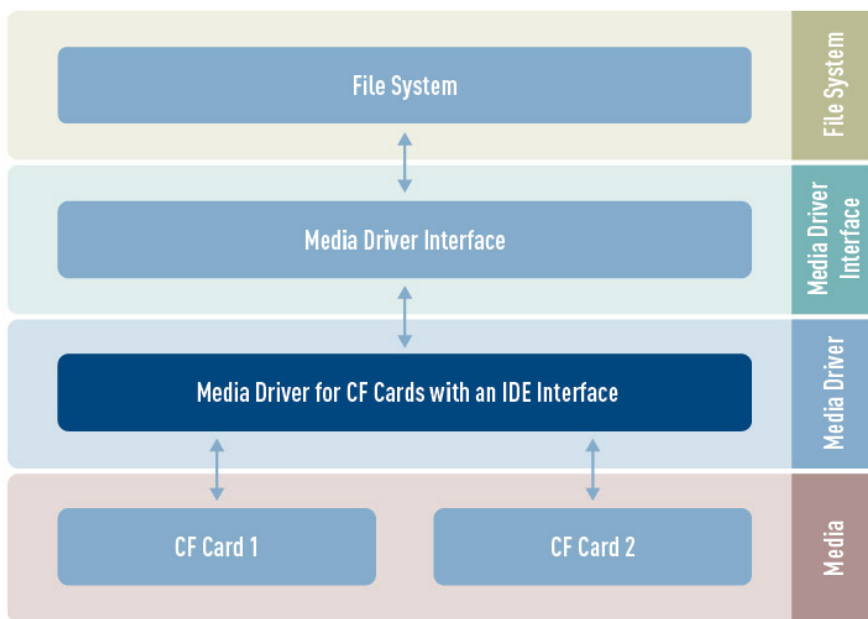 File System
File System
Media Driver Interface
Media Driver
Interface
Media Driver for CF Cards with an IDE Interface
Media Driver
CF Card 1
CF Card 2
Media